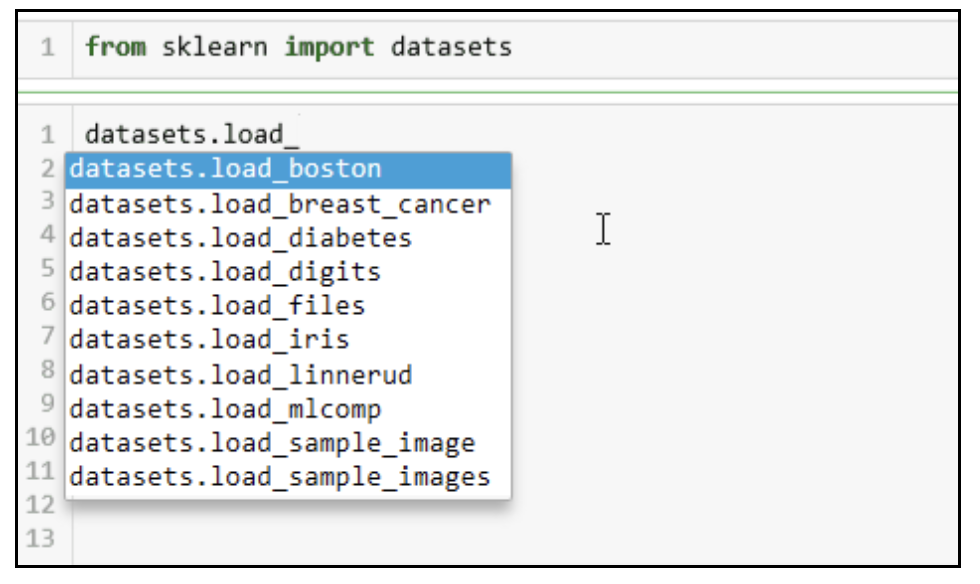 1 from sklearn import datasets
1 datasets.load_
2 datasets.load_boston
3 datasets.load_breast_cancer
4 datasets.load_diabetes
5 datasets.load_digits
6 datasets.load_files
7 datasets.load_iris
8 datasets.load_linnerud
9 datasets.load_mlcomp
10 datasets.load_sample_image
11 datasets.load_sample_images
12
13